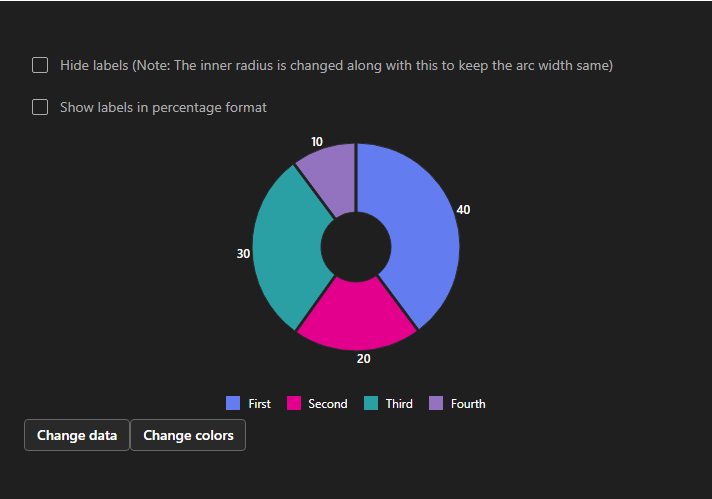 Hide labels (Note: The inner radius is changed along with this to keep the arc width same)
Show labels in percentage format
10
40
30
20
First Second Third Fourth
Change data Change colors